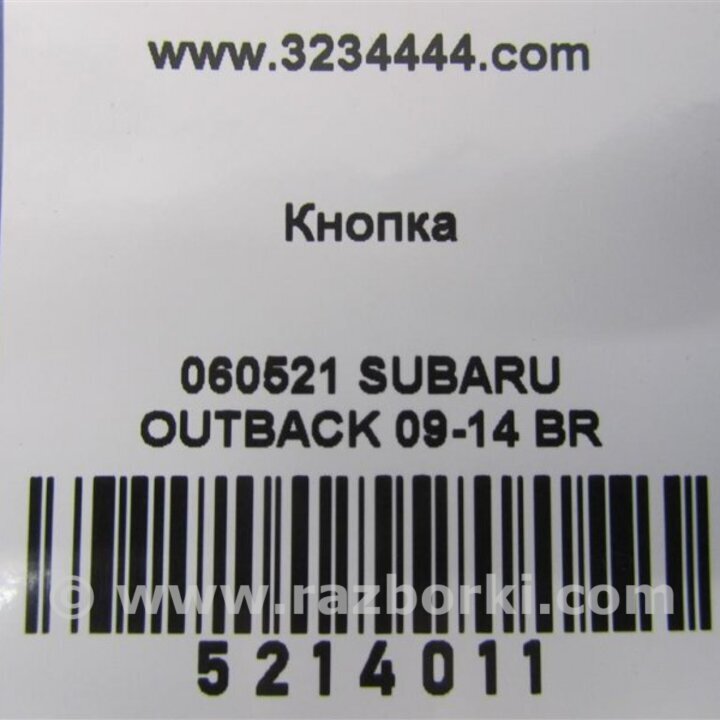 www.3234444.com
Кнопка
060521 SUBARU
OUTBACK 09-14 BR
© www.razborki.com
5214011